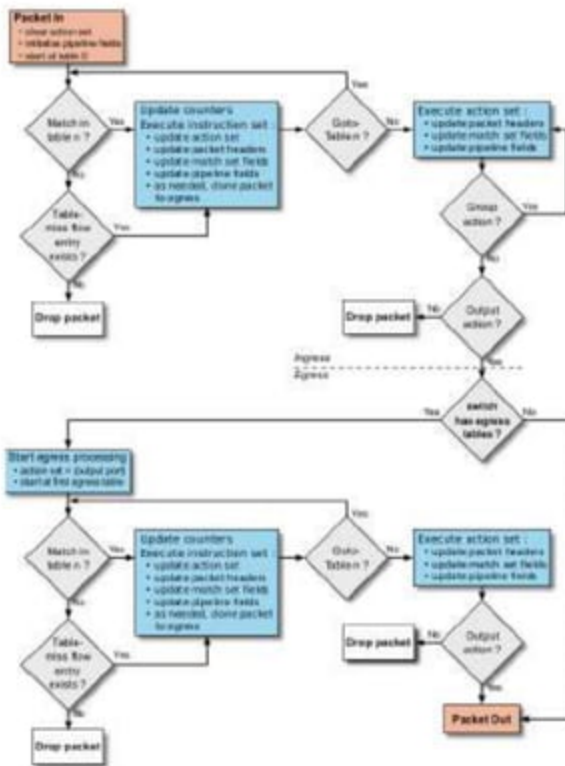 Packet In
• clear action set
• initialise pipeline fields
• start at table 0
Match in
table n ?
Yes
No
Update counters
Execute instruction set :
• update action set
• update packet headers
• update match set fields
• update pipeline fields
• as needed, clone packet
to egress
Goto-
Table n ?
Yes
No
Execute action set :
• update packet headers
• update match set fields
• update pipeline fields
Table-
miss flow
entry
exists ?
Yes
No
Drop packet
Group
action ?
Yes
No
Output
action ?
No
Drop packet
Yes
Ingress
Egress
switch
has egress
tables ?
Yes
No
Start egress processing
• action set = {output port}
• start at first egress table
Match in
table n ?
Yes
No
Update counters
Execute instruction set :
• update action set
• update packet headers
• update match set fields
• update pipeline fields
• as needed, clone packet
to egress
Goto-
Table n ?
Yes
No
Execute action set :
• update packet headers
• update match set fields
• update pipeline fields
Table-
miss flow
entry
exists ?
Yes
No
Drop packet
Output
action ?
No
Drop packet
Yes
Packet Out